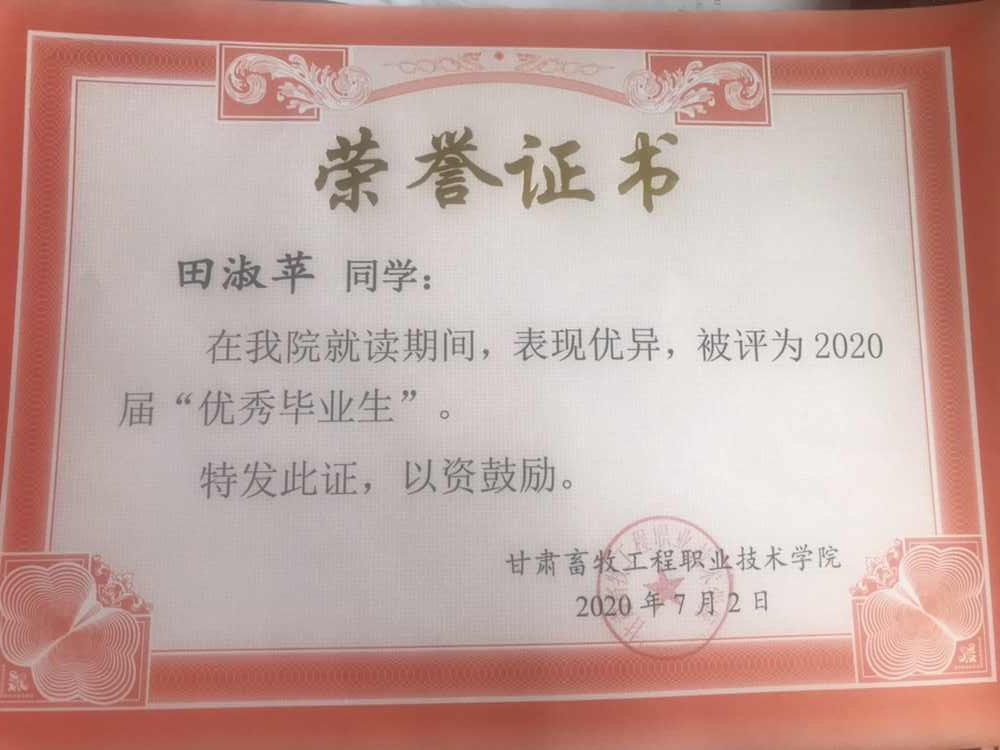 荣誉证书
田淑苹 同学：
在我院就读期间，表现优异，被评为2020
届“优秀毕业生”。
特发此证，以资鼓励。
甘肃畜牧工程职业技术学院
2020年7月2日